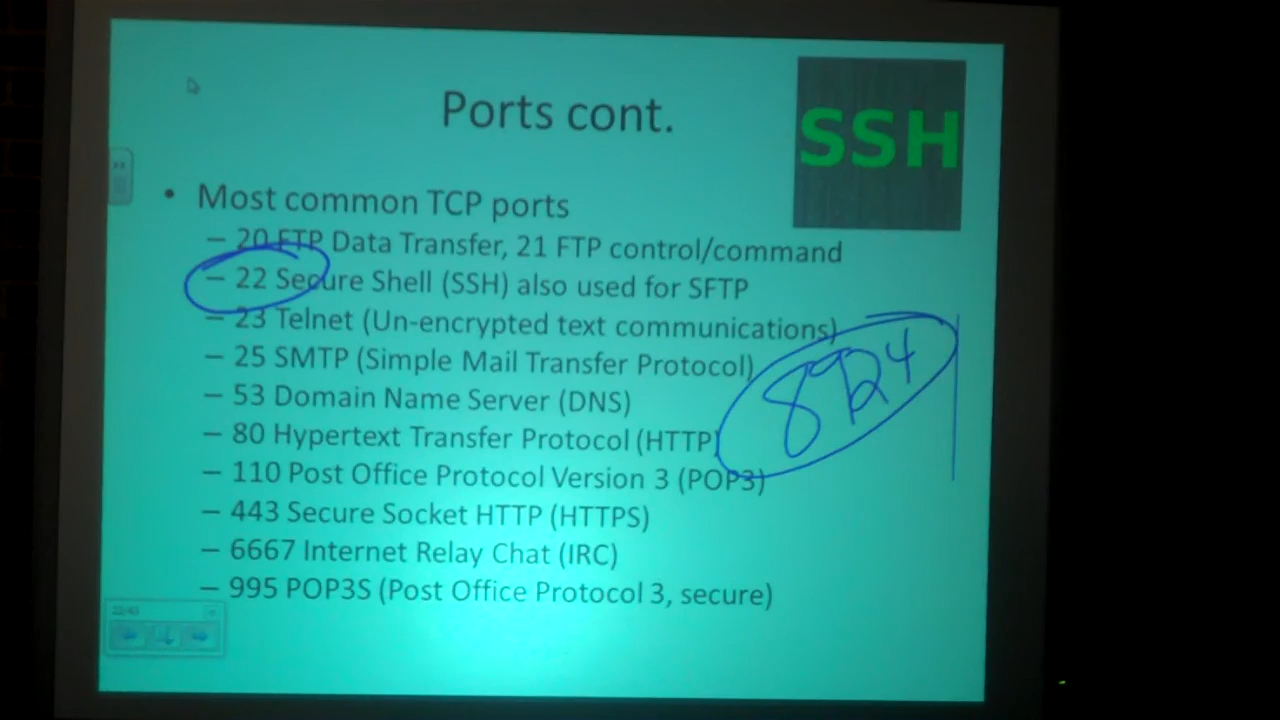 Ports cont.
SSH
• Most common TCP ports
– 20 FTP Data Transfer, 21 FTP control/command
– 22 Secure Shell (SSH) also used for SFTP
– 23 Telnet (Un-encrypted text communications)
– 25 SMTP (Simple Mail Transfer Protocol)
– 53 Domain Name Server (DNS)
– 80 Hypertext Transfer Protocol (HTTP)
– 110 Post Office Protocol Version 3 (POP3)
– 443 Secure Socket HTTP (HTTPS)
– 6667 Internet Relay Chat (IRC)
– 995 POP3S (Post Office Protocol 3, secure)
8924